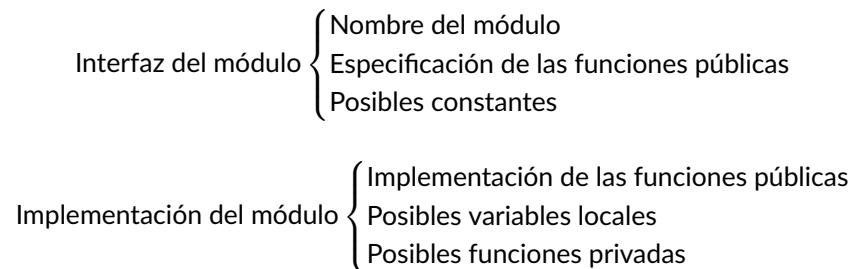 Nombre del módulo
Interfaz del módulo
Especificación de las funciones públicas
Posibles constantes
Implementación de las funciones públicas
Implementación del módulo
Posibles variables locales
Posibles funciones privadas